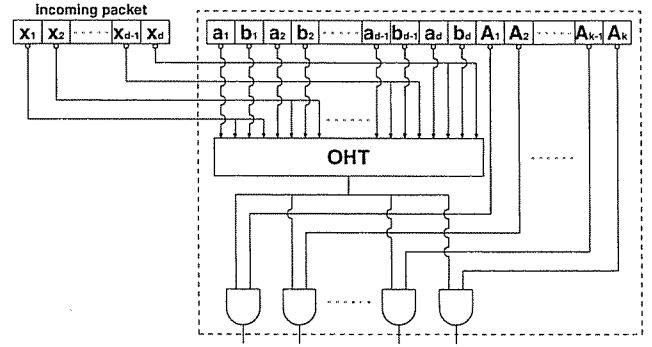 incoming packet
x1 x2 ...... xd-1 xd
a1 b1 a2 b2 ...... ad-1 bd-1 ad bd A1 A2 ...... Ak-1 Ak
OHT